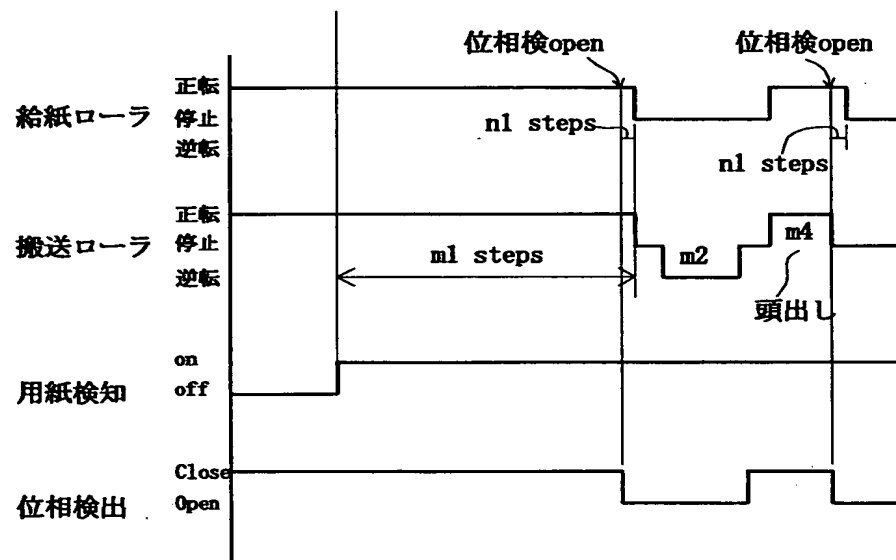 位相検open
位相検open
給紙ローラ
正転
停止
逆転
n1 steps
n1 steps
搬送ローラ
正転
停止
逆転
m1 steps
m2
m4
頭出し
用紙検知
on
off
位相検出
Close
Open